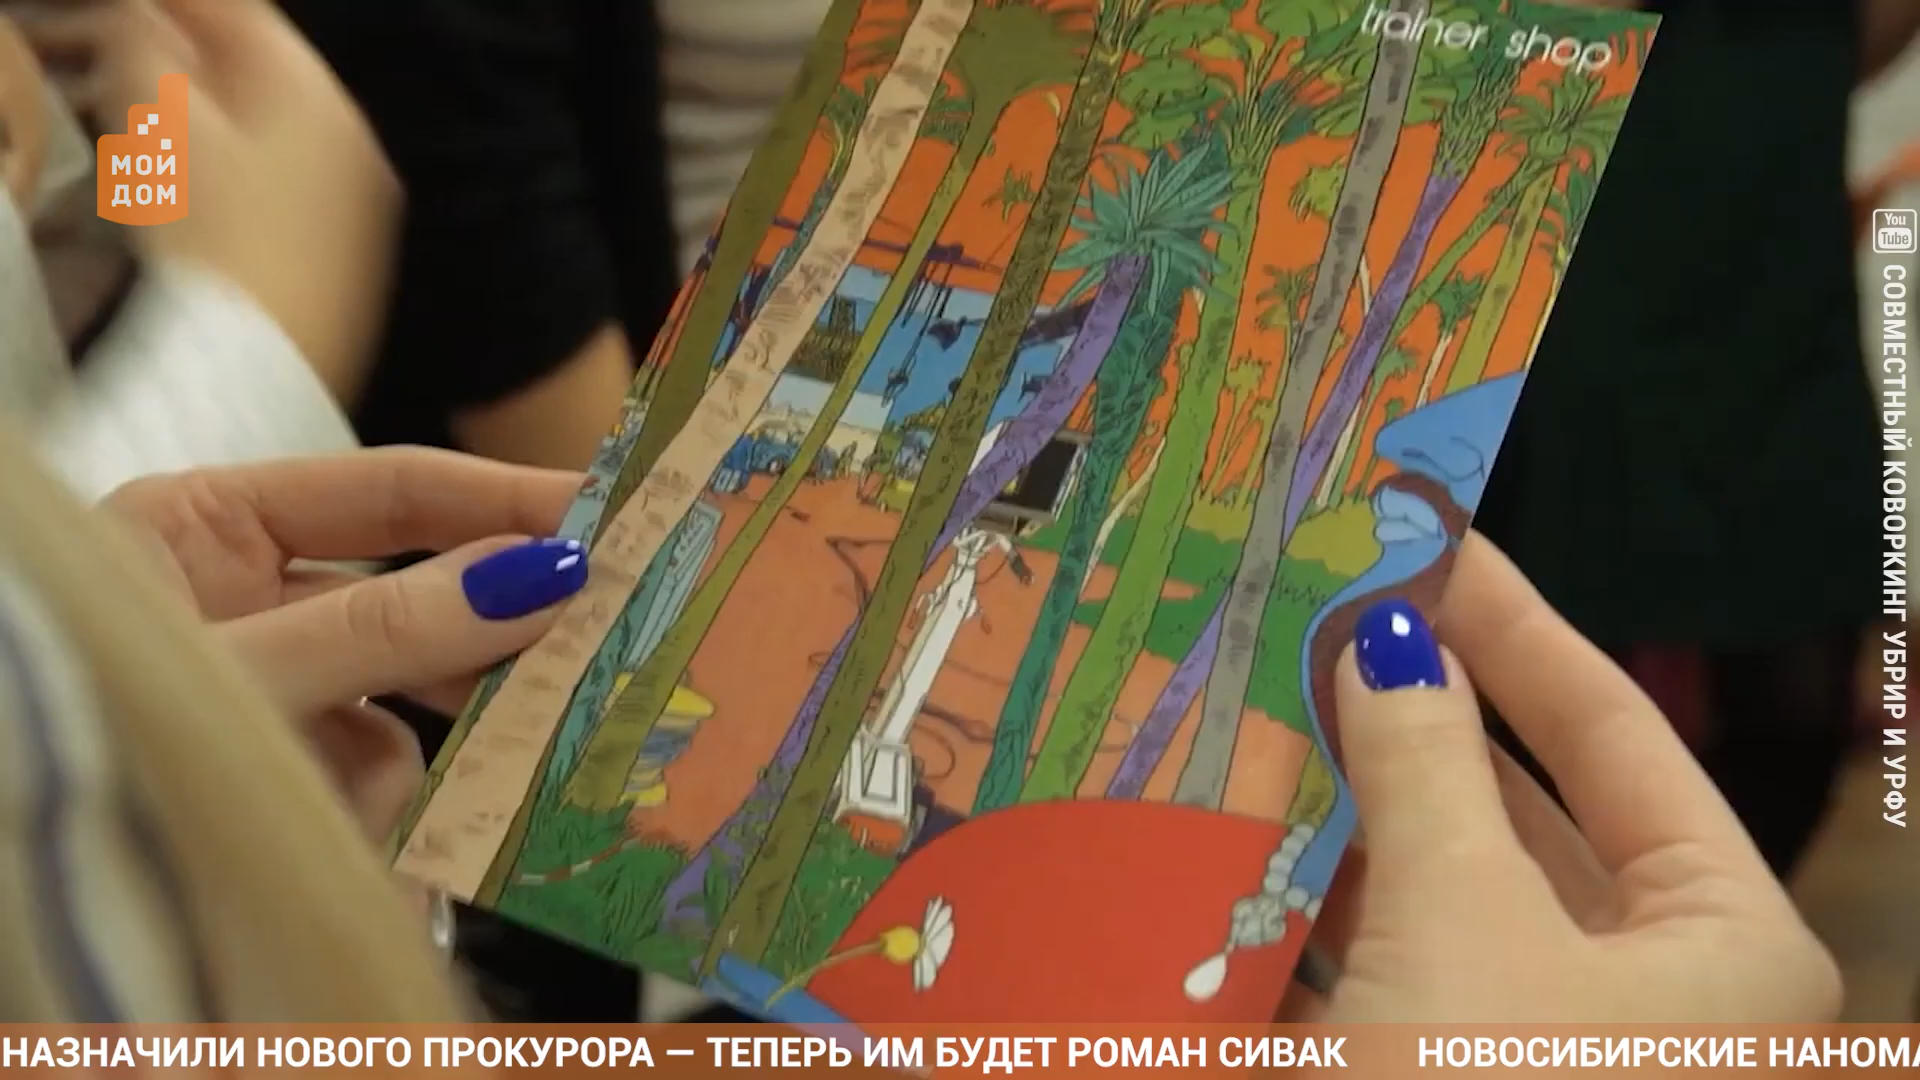 trainer shop
МОЙ
ДОМ
You
Tube
СОВМЕСТНЫЙ КОВОРКИНГ УБРИР И УРФУ
НАЗНАЧИЛИ НОВОГО ПРОКУРОРА — ТЕПЕРЬ ИМ БУДЕТ РОМАН СИВАК НОВОСИБИРСКИЕ НАНОМА